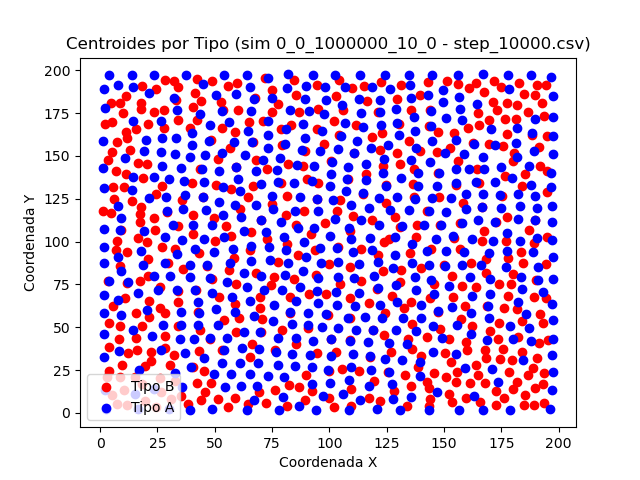 Centroides por Tipo (sim 0_0_1000000_10_0 - step_10000.csv)
200
175
150
125
100
75
50
25
0
Coordenada Y
Tipo B
Tipo A
0 25 50 75 100 125 150 175 200
Coordenada X